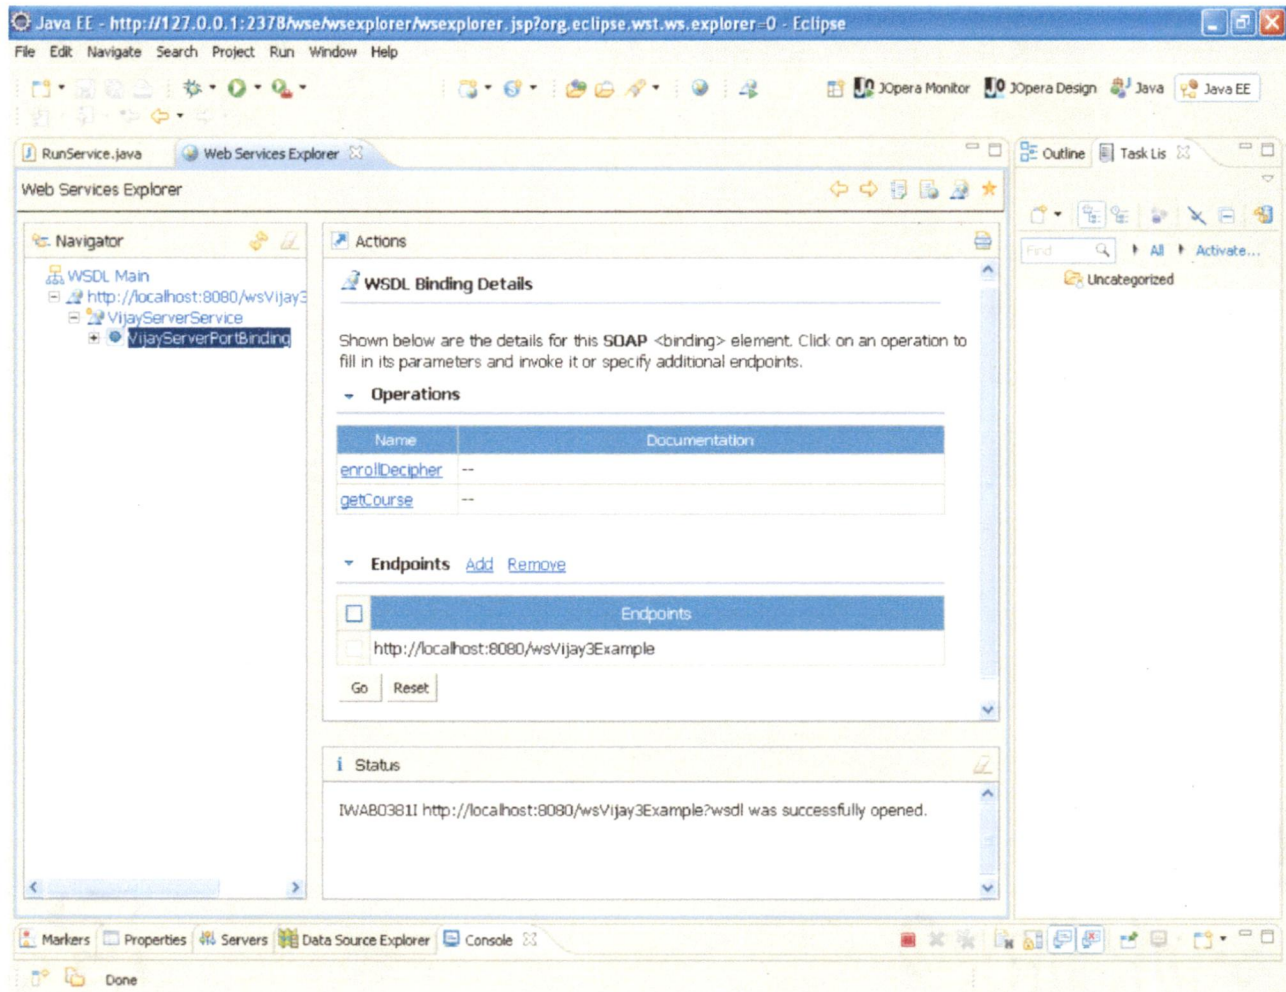 Java EE - http://127.0.0.1:2378/wse/wsexplorer/wsexplorer.jsp?org.eclipse.wst.ws.explorer=0 - Eclipse
File Edit Navigate Search Project Run Window Help
JOpera Monitor JOpera Design Java Java EE
RunService.java Web Services Explorer
Outline Task Lis
Web Services Explorer
Navigator
Actions
Find All Activate...
Uncategorized
WSDL Main
http://localhost:8080/wsVijay3
VijayServerService
VijayServerPortBinding
WSDL Binding Details
Shown below are the details for this SOAP <binding> element. Click on an operation to
fill in its parameters and invoke it or specify additional endpoints.
Operations
Name Documentation
enrollDecipher --
getCourse --
Endpoints Add Remove
Endpoints
http://localhost:8080/wsVijay3Example
Go Reset
i Status
IWAB0381I http://localhost:8080/wsVijay3Example?wsdl was successfully opened.
Markers Properties Servers Data Source Explorer Console
Done